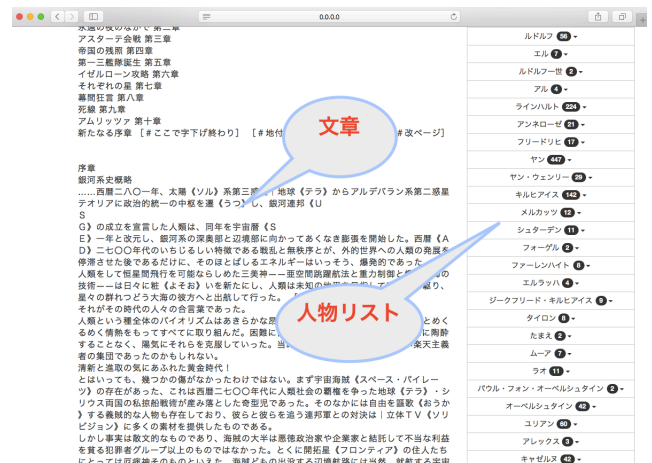 0.0.0.0
アスターテ会戦 第三章
帝国の残照 第四章
第一三艦隊誕生 第五章
イゼルローン攻略 第六章
それぞれの星 第七章
幕間狂言 第八章
死線 第九章
アムリッツァ 第十章
新たなる序章 [#ここで字下げ終わり] [#地付 #改ページ]
序章
銀河系史概略
……西暦二八〇一年、太陽《ソル》系第三惑 地球《テラ》からアルデバラン系第二惑星
テオリアに政治的統一の中枢を遷《うつ》し、銀河連邦《U
S
G》の成立を宣言した人類は、同年を宇宙暦《S
E》一年と改元し、銀河系の深奥部と辺境部に向かってあくなき膨張を開始した。西暦《A
D》二七〇〇年代のいちじるしい特徴である戦乱と無秩序とが、外的世界への人類の発展を
停滞させた後であるだけに、そのほとばしるエネルギーはいっそう、爆発的であった
人類をして恒星間飛行を可能ならしめた三美神――亜空間跳躍航法と重力制御と
技術――は日々に粧《よそお》いを新たにし、人類は
星々の群れつどう大海の彼方へと出航して行った。
それがその時代の人々の合言葉であった。
人類という種全体のバイオリズムはあきらかな
るめく情熱をもってすべてに取り組んだ。困難に に陶酔
することなく、陽気にそれらを克服していった。当 楽天主義
者の集団であったのかもしれない。
清新と進取の気にあふれた黄金時代!
とはいっても、幾つかの傷がなかったわけではない。まず宇宙海賊《スペース・パイレー
ツ》の存在があった、これは西暦二七〇〇年代に人類社会の覇権を争った地球《テラ》・シ
リウス両国の私掠船戦術が産み落とした奇児であった。そのなかには自由を謳歌《おうか
》する義賊的な人物も存在しており、彼らと彼らを追う連邦軍との対決は|立体TV《ソリ
ビジョン》に多くの素材を提供したものである。
しかし事実は散文的なものであり、海賊の大半は悪徳政治家や企業家と結託して不当な利益
を貪る犯罪者グループ以上のものではなかった。とくに開拓星《フロンティア》の住人たち
文章
人物リスト
ルドルフ 56
エル 7
ルドルフ一世 2
アル 4
ラインハルト 224
アンネローゼ 21
フリードリヒ 17
ヤン 447
ヤン・ウェンリー 29
キルヒアイス 142
メルカッツ 12
シュターデン 11
フォーゲル 2
ファーレンハイト 8
エルラッハ 4
ジークフリード・キルヒアイス 9
タイロン 8
たまえ 2
ムーア 7
ラオ 11
パウル・フォン・オーベルシュタイン 2
オーベルシュタイン 42
ユリアン 60
アレックス 3
キャゼルヌ 42